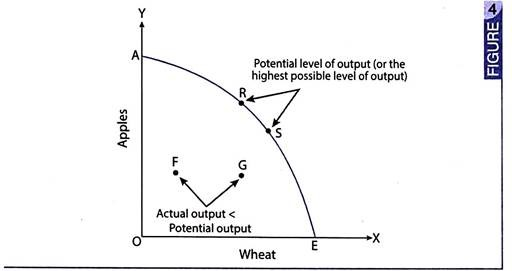 FIGURE 4
Y
A
Potential level of output (or the
highest possible level of output)
R
S
Apples
F
G
Actual output <
Potential output
O
E
X
Wheat